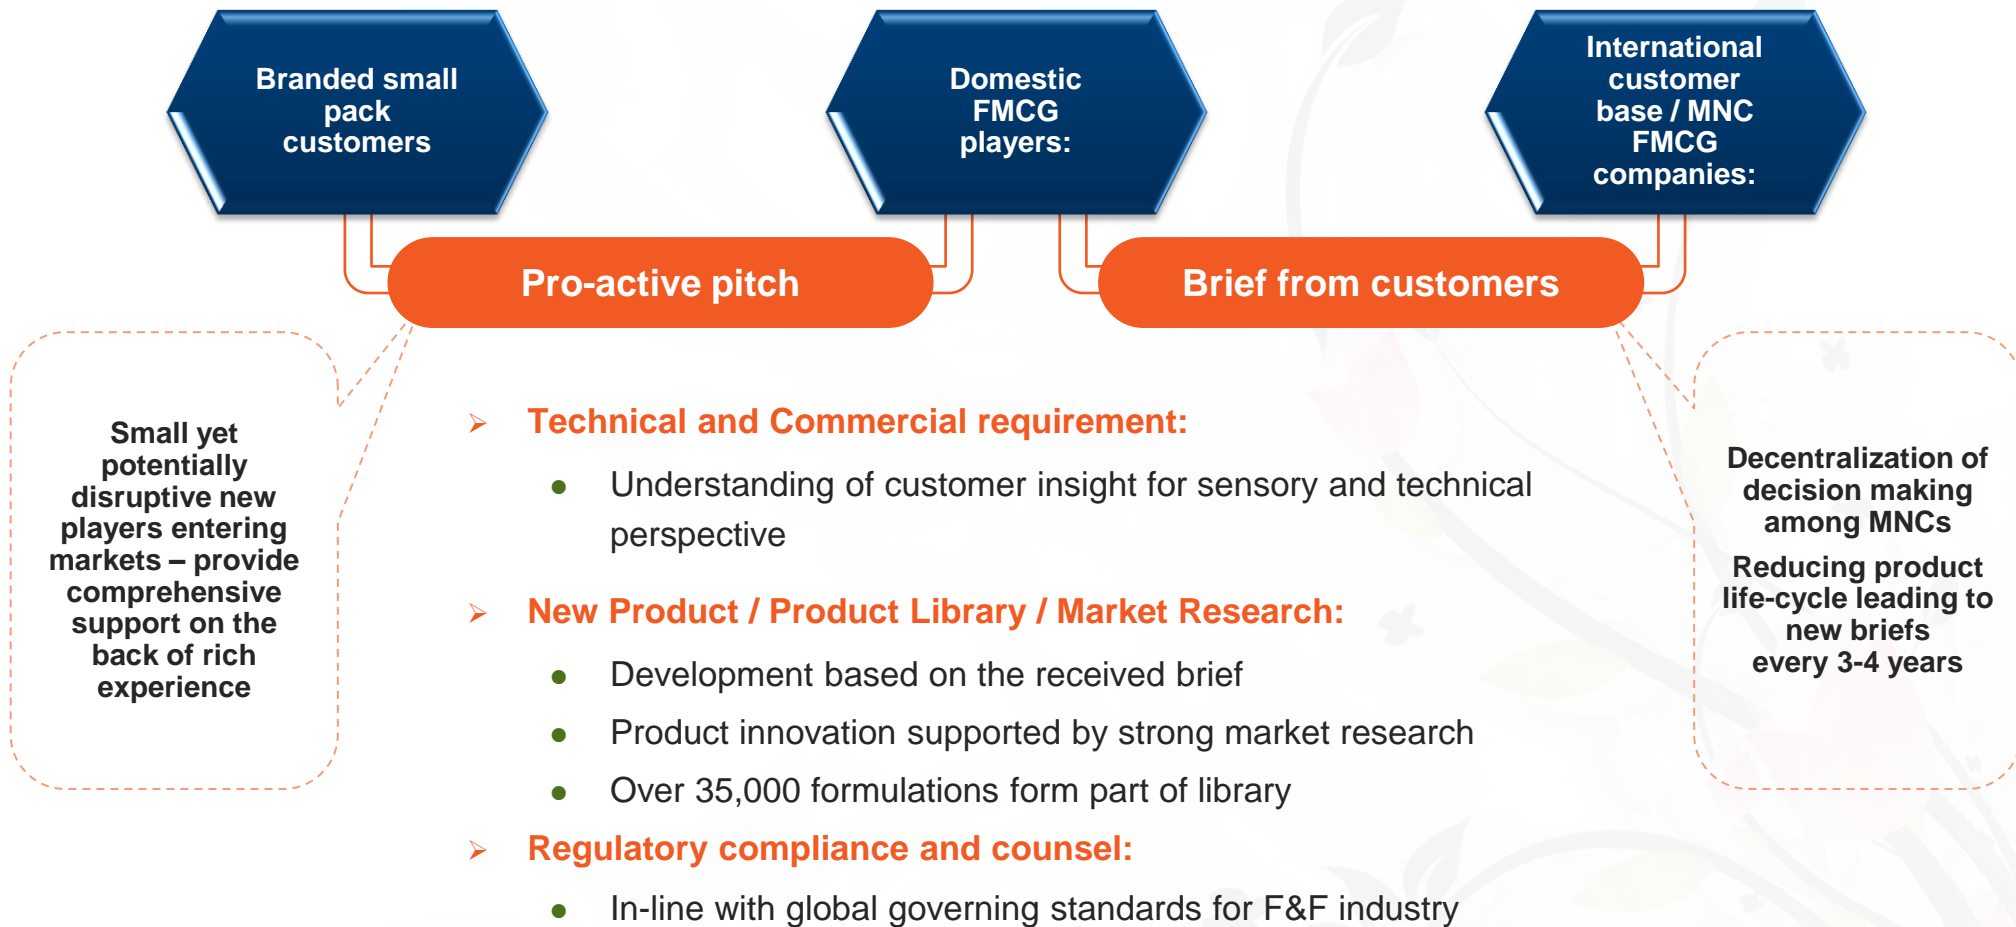 Branded small
pack
customers
Domestic
FMCG
players:
International
customer
base / MNC
FMCG
companies:
Pro-active pitch
Brief from customers
Small yet
potentially
disruptive new
players entering
markets – provide
comprehensive
support on the
back of rich
experience
➢ Technical and Commercial requirement:
● Understanding of customer insight for sensory and technical
perspective
➢ New Product / Product Library / Market Research:
● Development based on the received brief
● Product innovation supported by strong market research
● Over 35,000 formulations form part of library
➢ Regulatory compliance and counsel:
● In-line with global governing standards for F&F industry
Decentralization of
decision making
among MNCs
Reducing product
life-cycle leading to
new briefs
every 3-4 years